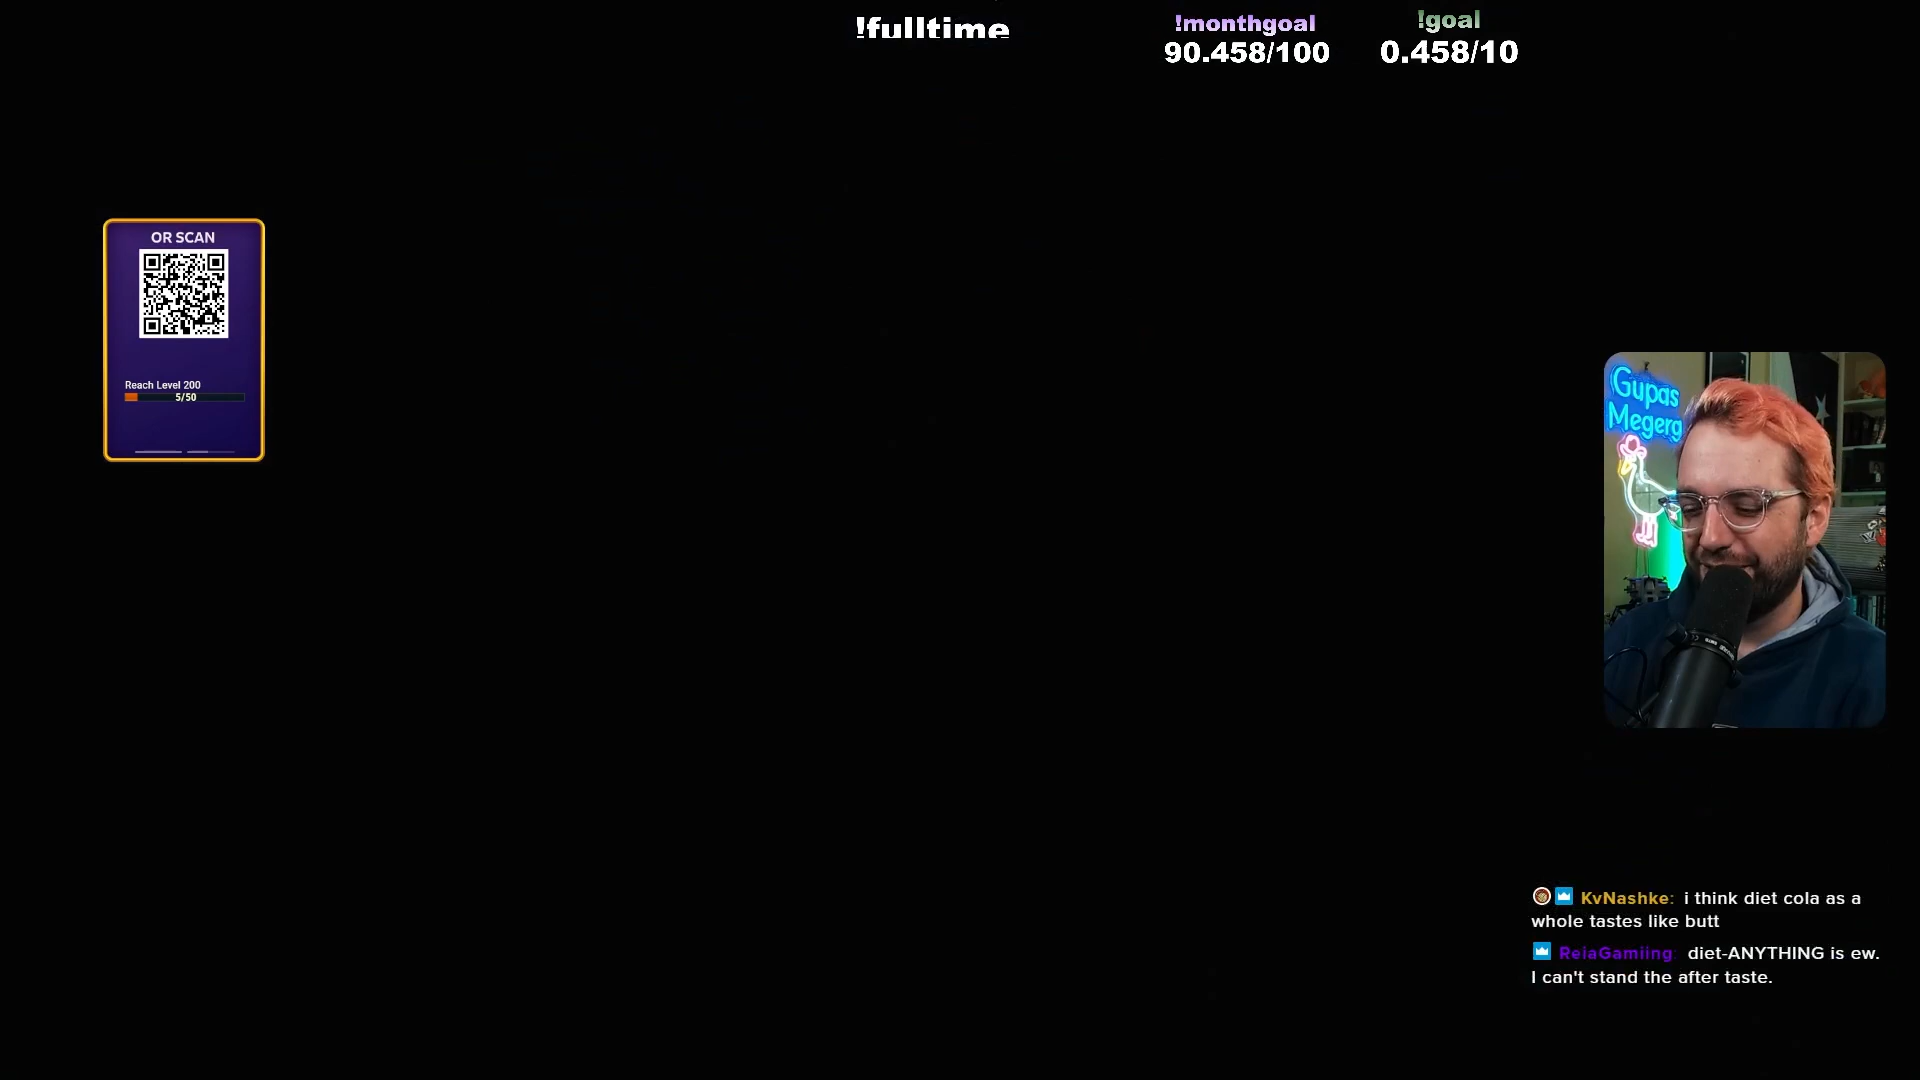 !fulltime
!monthgoal
90.458/100
!goal
0.458/10
OR SCAN
Reach Level 200
5/50
Gupas
Megerg
KvNashke: i think diet cola as a
whole tastes like butt
ReiaGamiing: diet-ANYTHING is ew.
I can't stand the after taste.